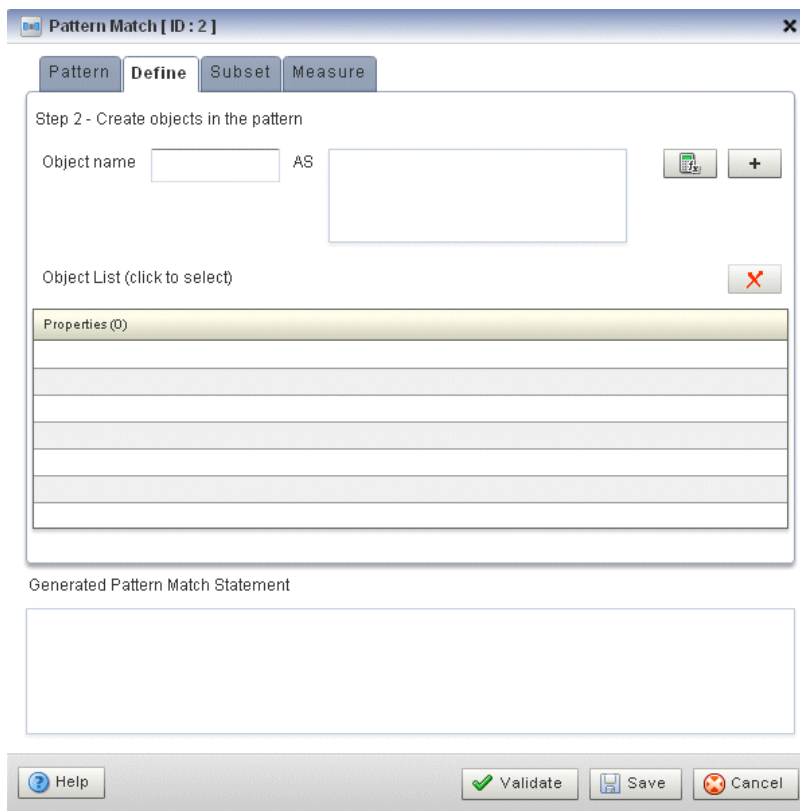 Pattern Match [ ID : 2 ]
Pattern Define Subset Measure
Step 2 - Create objects in the pattern
Object name AS
+
Object List (click to select)
Properties (0)
Generated Pattern Match Statement
Help Validate Save Cancel